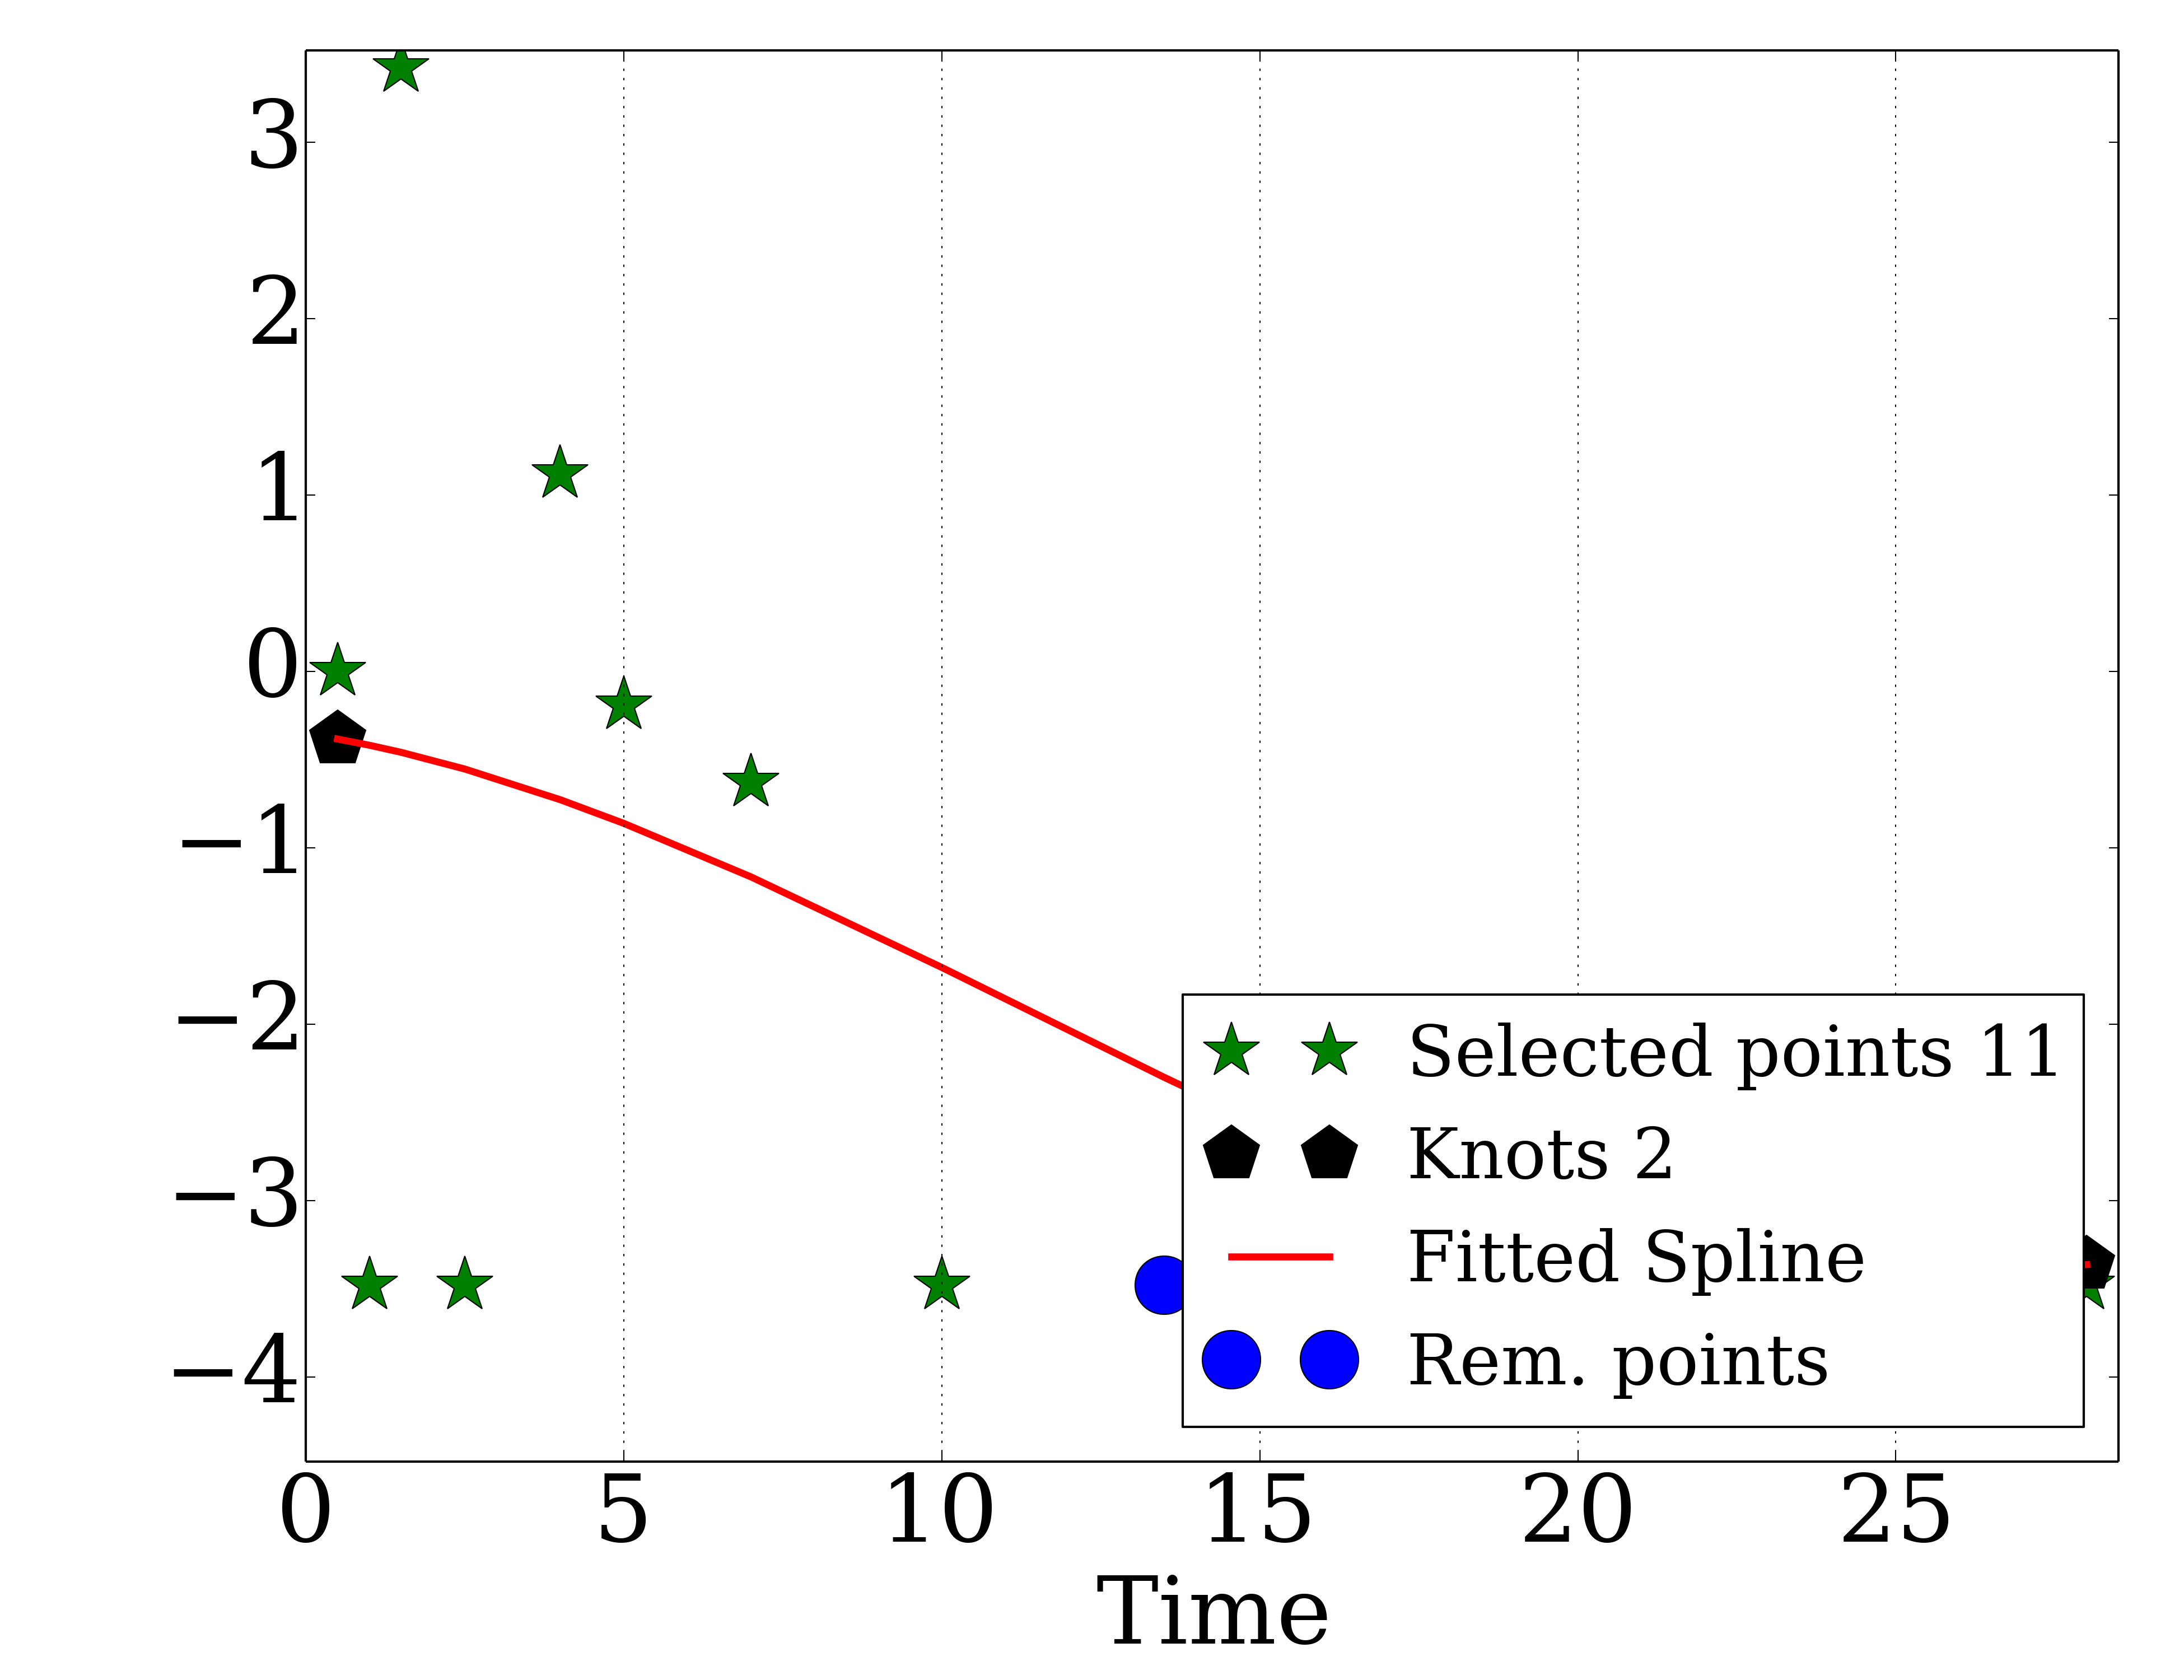 3
2
1
0
−1
−2
−3
−4
Selected points 11
Knots 2
Fitted Spline
Rem. points
0 5 10 15 20 25
Time